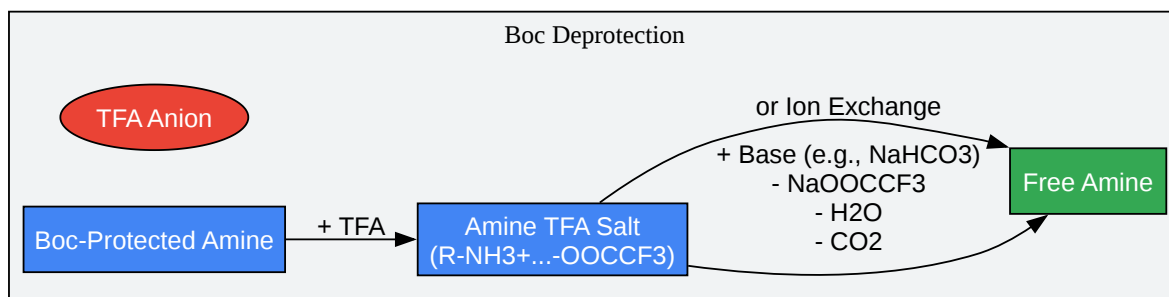 Boc Deprotection
TFA Anion
Boc-Protected Amine
+ TFA
Amine TFA Salt
(R-NH3+...-OOCCF3)
or Ion Exchange
+ Base (e.g., NaHCO3)
- NaOOCCF3
- H2O
- CO2
Free Amine